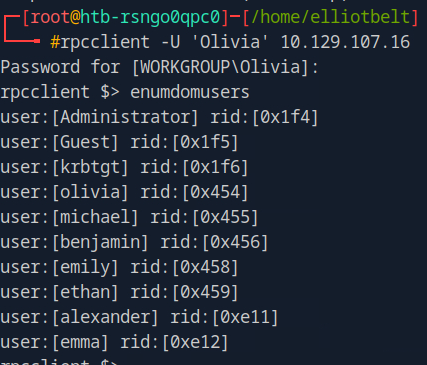 ┌─[root@htb-rsngo0qpc0]─[/home/elliotbelt]
└──╼ #rpcclient -U 'Olivia' 10.129.107.16
Password for [WORKGROUP\Olivia]:
rpcclient $> enumdomusers
user:[Administrator] rid:[0x1f4]
user:[Guest] rid:[0x1f5]
user:[krbtgt] rid:[0x1f6]
user:[olivia] rid:[0x454]
user:[michael] rid:[0x455]
user:[benjamin] rid:[0x456]
user:[emily] rid:[0x458]
user:[ethan] rid:[0x459]
user:[alexander] rid:[0xe11]
user:[emma] rid:[0xe12]
rpcclient $>